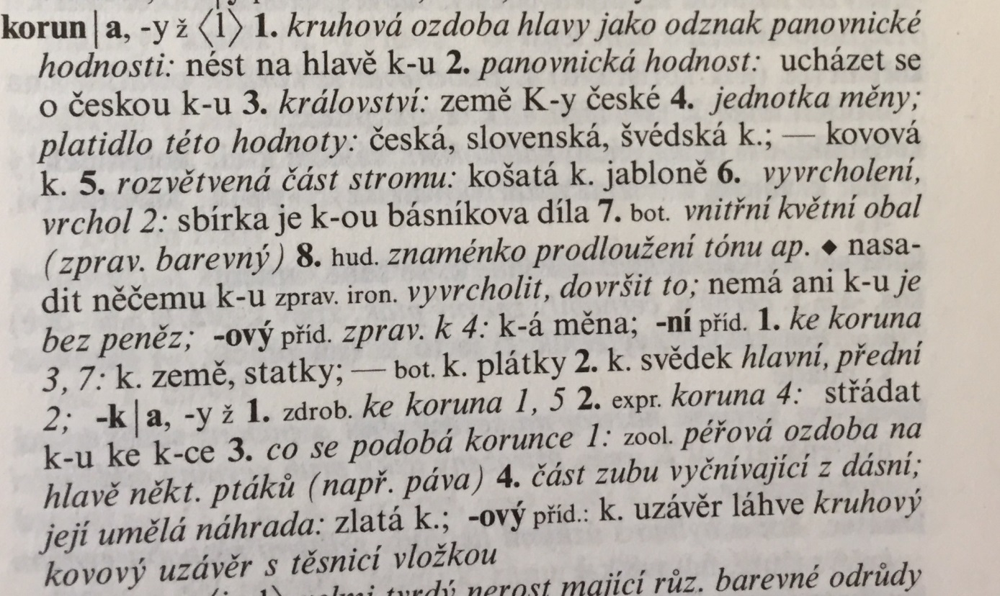 korun|a, -y ž ⟨l⟩ 1. kruhová ozdoba hlavy jako odznak panovnické
hodnosti: nést na hlavě k-u 2. panovnická hodnost: ucházet se
o českou k-u 3. království: země K-y české 4. jednotka měny;
platidlo této hodnoty: česká, slovenská, švédská k.; — kovová
k. 5. rozvětvená část stromu: košatá k. jabloně 6. vyvrcholení,
vrchol 2: sbírka je k-ou básníkova díla 7. bot. vnitřní květní obal
(zprav. barevný) 8. hud. znaménko prodloužení tónu ap. ◆ nasa-
dit něčemu k-u zprav. iron. vyvrcholit, dovršit to; nemá ani k-u je
bez peněz; -ový příd. zprav. k 4: k-á měna; -ní příd. 1. ke koruna
3, 7: k. země, statky; — bot. k. plátky 2. k. svědek hlavní, přední
2; -k|a, -y ž 1. zdrob. ke koruna 1, 5 2. expr. koruna 4: střádat
k-u ke k-ce 3. co se podobá korunce 1: zool. péřová ozdoba na
hlavě někt. ptáků (např. páva) 4. část zubu vyčnívající z dásní;
její umělá náhrada: zlatá k.; -ový příd.: k. uzávěr láhve kruhový
kovový uzávěr s těsnicí vložkou
tvrdý nerost mající růz. barevné odrůdy